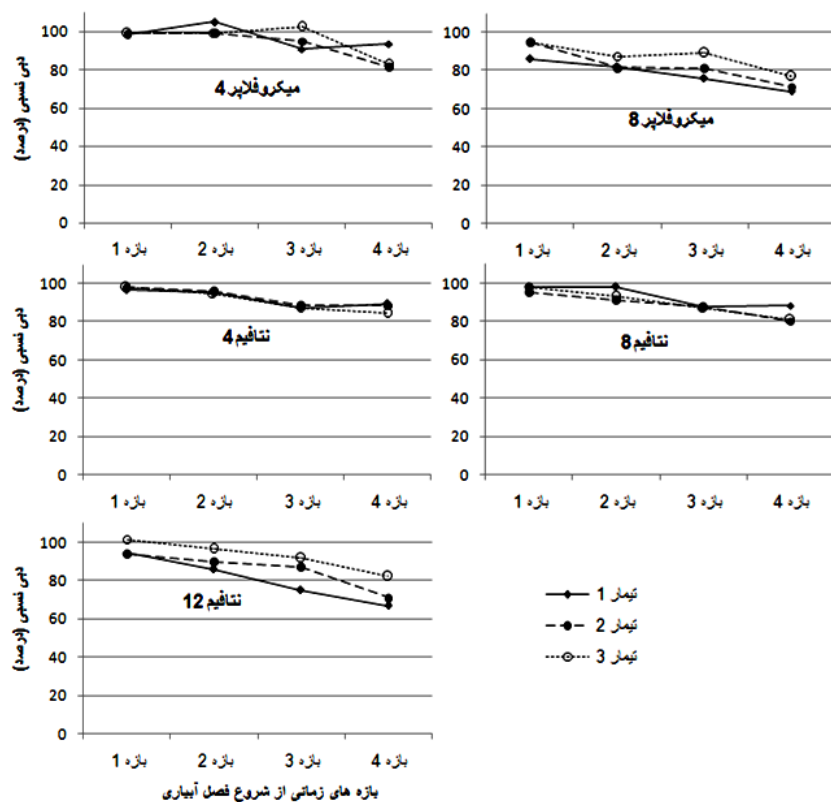 دبی نسبی (درصد)
100
80
60
40
20
0
میکروفلاپر 4
بازه 1 بازه 2 بازه 3 بازه 4
100
80
60
40
20
0
میکروفلاپر 8
بازه 1 بازه 2 بازه 3 بازه 4
دبی نسبی (درصد)
100
80
60
40
20
0
نتافیم 4
بازه 1 بازه 2 بازه 3 بازه 4
100
80
60
40
20
0
نتافیم 8
بازه 1 بازه 2 بازه 3 بازه 4
دبی نسبی (درصد)
100
80
60
40
20
0
نتافیم 12
بازه 1 بازه 2 بازه 3 بازه 4
بازه های زمانی از شروع فصل آبیاری
تیمار 1
تیمار 2
تیمار 3